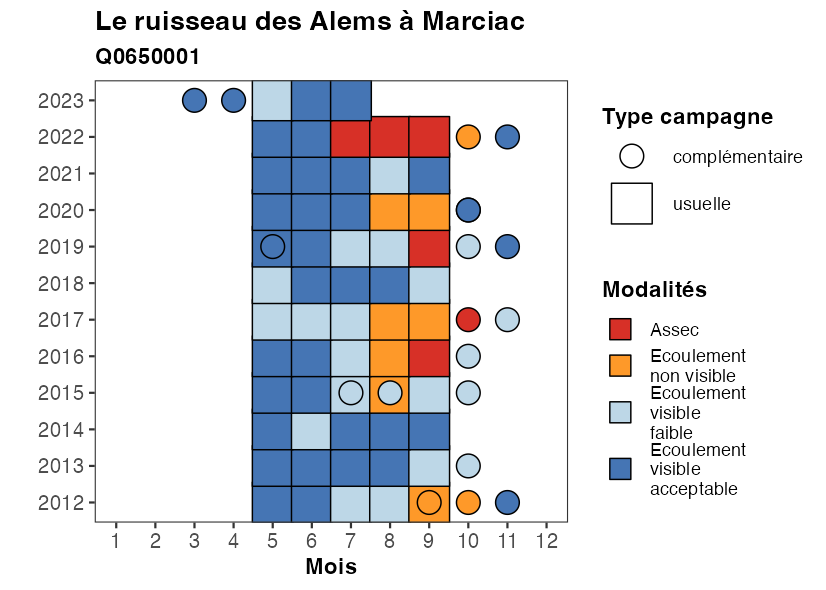 Le ruisseau des Alems à Marciac
Q0650001
2023
2022
2021
2020
2019
2018
2017
2016
2015
2014
2013
2012
1 2 3 4 5 6 7 8 9 10 11 12
Mois
Type campagne
complémentaire
usuelle
Modalités
Assec
Ecoulement
non visible
Ecoulement
visible
faible
Ecoulement
visible
acceptable